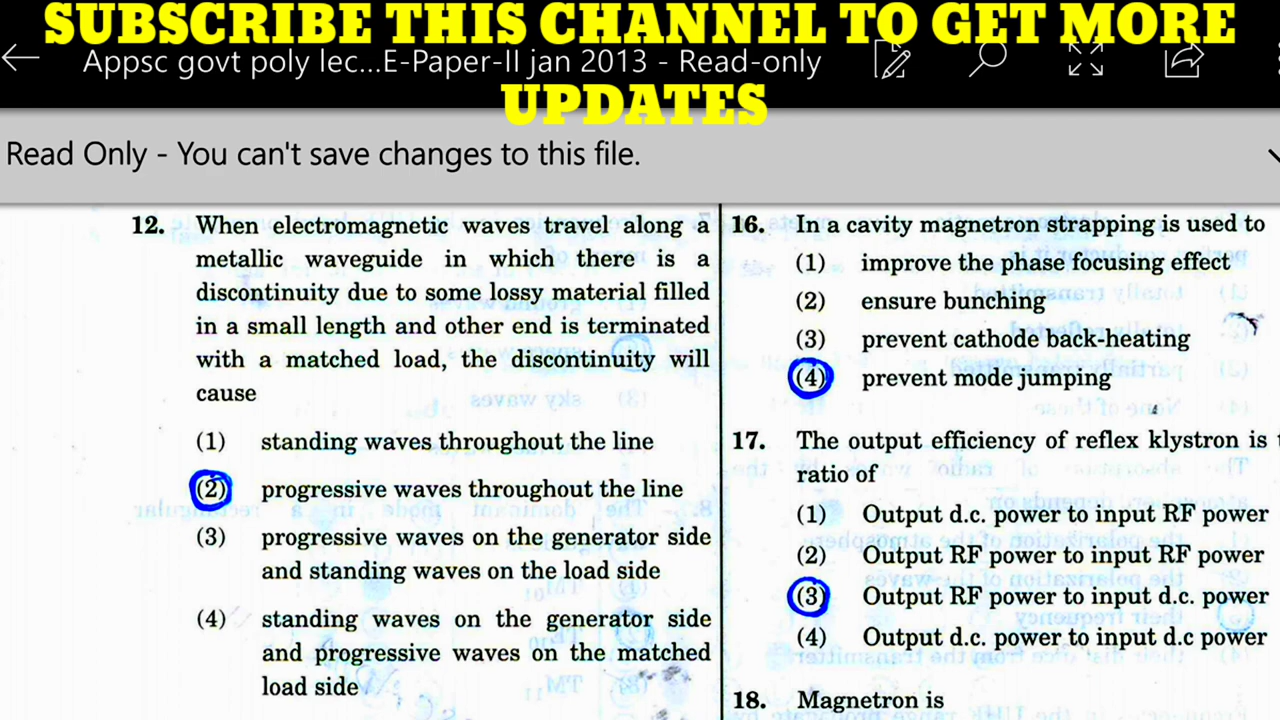 SUBSCRIBE THIS CHANNEL TO GET MORE
Appsc govt poly lec...E-Paper-II jan 2013 - Read-only
UPDATES
Read Only - You can't save changes to this file.
12. When electromagnetic waves travel along a
metallic waveguide in which there is a
discontinuity due to some lossy material filled
in a small length and other end is terminated
with a matched load, the discontinuity will
cause
(1) standing waves throughout the line
(2) progressive waves throughout the line
(3) progressive waves on the generator side
and standing waves on the load side
(4) standing waves on the generator side
and progressive waves on the matched
load side
16. In a cavity magnetron strapping is used to
(1) improve the phase focusing effect
(2) ensure bunching
(3) prevent cathode back-heating
(4) prevent mode jumping
17. The output efficiency of reflex klystron is
ratio of
(1) Output d.c. power to input RF power
(2) Output RF power to input RF power
(3) Output RF power to input d.c. power
(4) Output d.c. power to input d.c power
18. Magnetron is